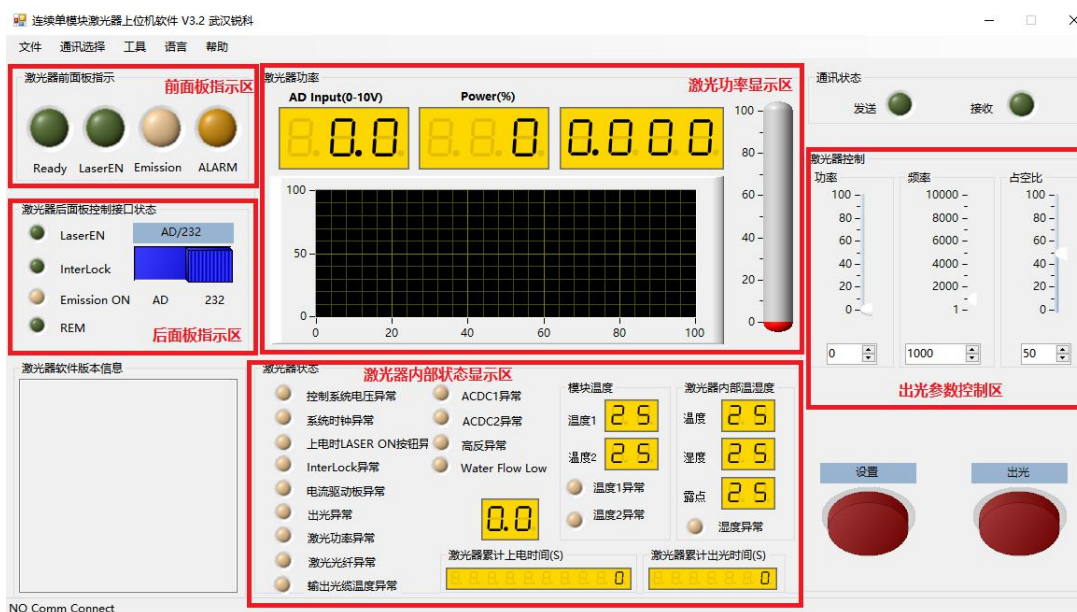 连续单模块激光器上位机软件 V3.2 武汉锐科
文件 通讯选择 工具 语言 帮助
激光器前面板指示
前面板指示区
Ready LaserEN Emission ALARM
激光器后面板控制接口状态
LaserEN
AD/232
InterLock
Emission ON
AD 232
REM
后面板指示区
激光器软件版本信息
激光器功率
激光功率显示区
AD Input(0-10V) Power(%)
0.0 0 0.000
100
50
0
0 20 40 60 80 100
100
80
60
40
20
0
通讯状态
发送 接收
激光器控制
功率 频率 占空比
100 10000 100
80 8000 80
60 6000 60
40 4000 40
20 2000 20
0 1 0
0 1000 50
出光参数控制区
激光器状态
激光器内部状态显示区
控制系统电压异常
系统时钟异常
上电时LASER ON按钮异
InterLock异常
电流驱动板异常
出光异常
激光功率异常
激光光纤异常
输出光缆温度异常
ACDC1异常
ACDC2异常
高反异常
Water Flow Low
0.0
模块温度
温度1 25
温度2 25
温度1异常
温度2异常
激光器内部温湿度
温度 25
湿度 25
露点 25
湿度异常
激光器累计上电时间(S)
0
激光器累计出光时间(S)
0
设置 出光
NO Comm Connect